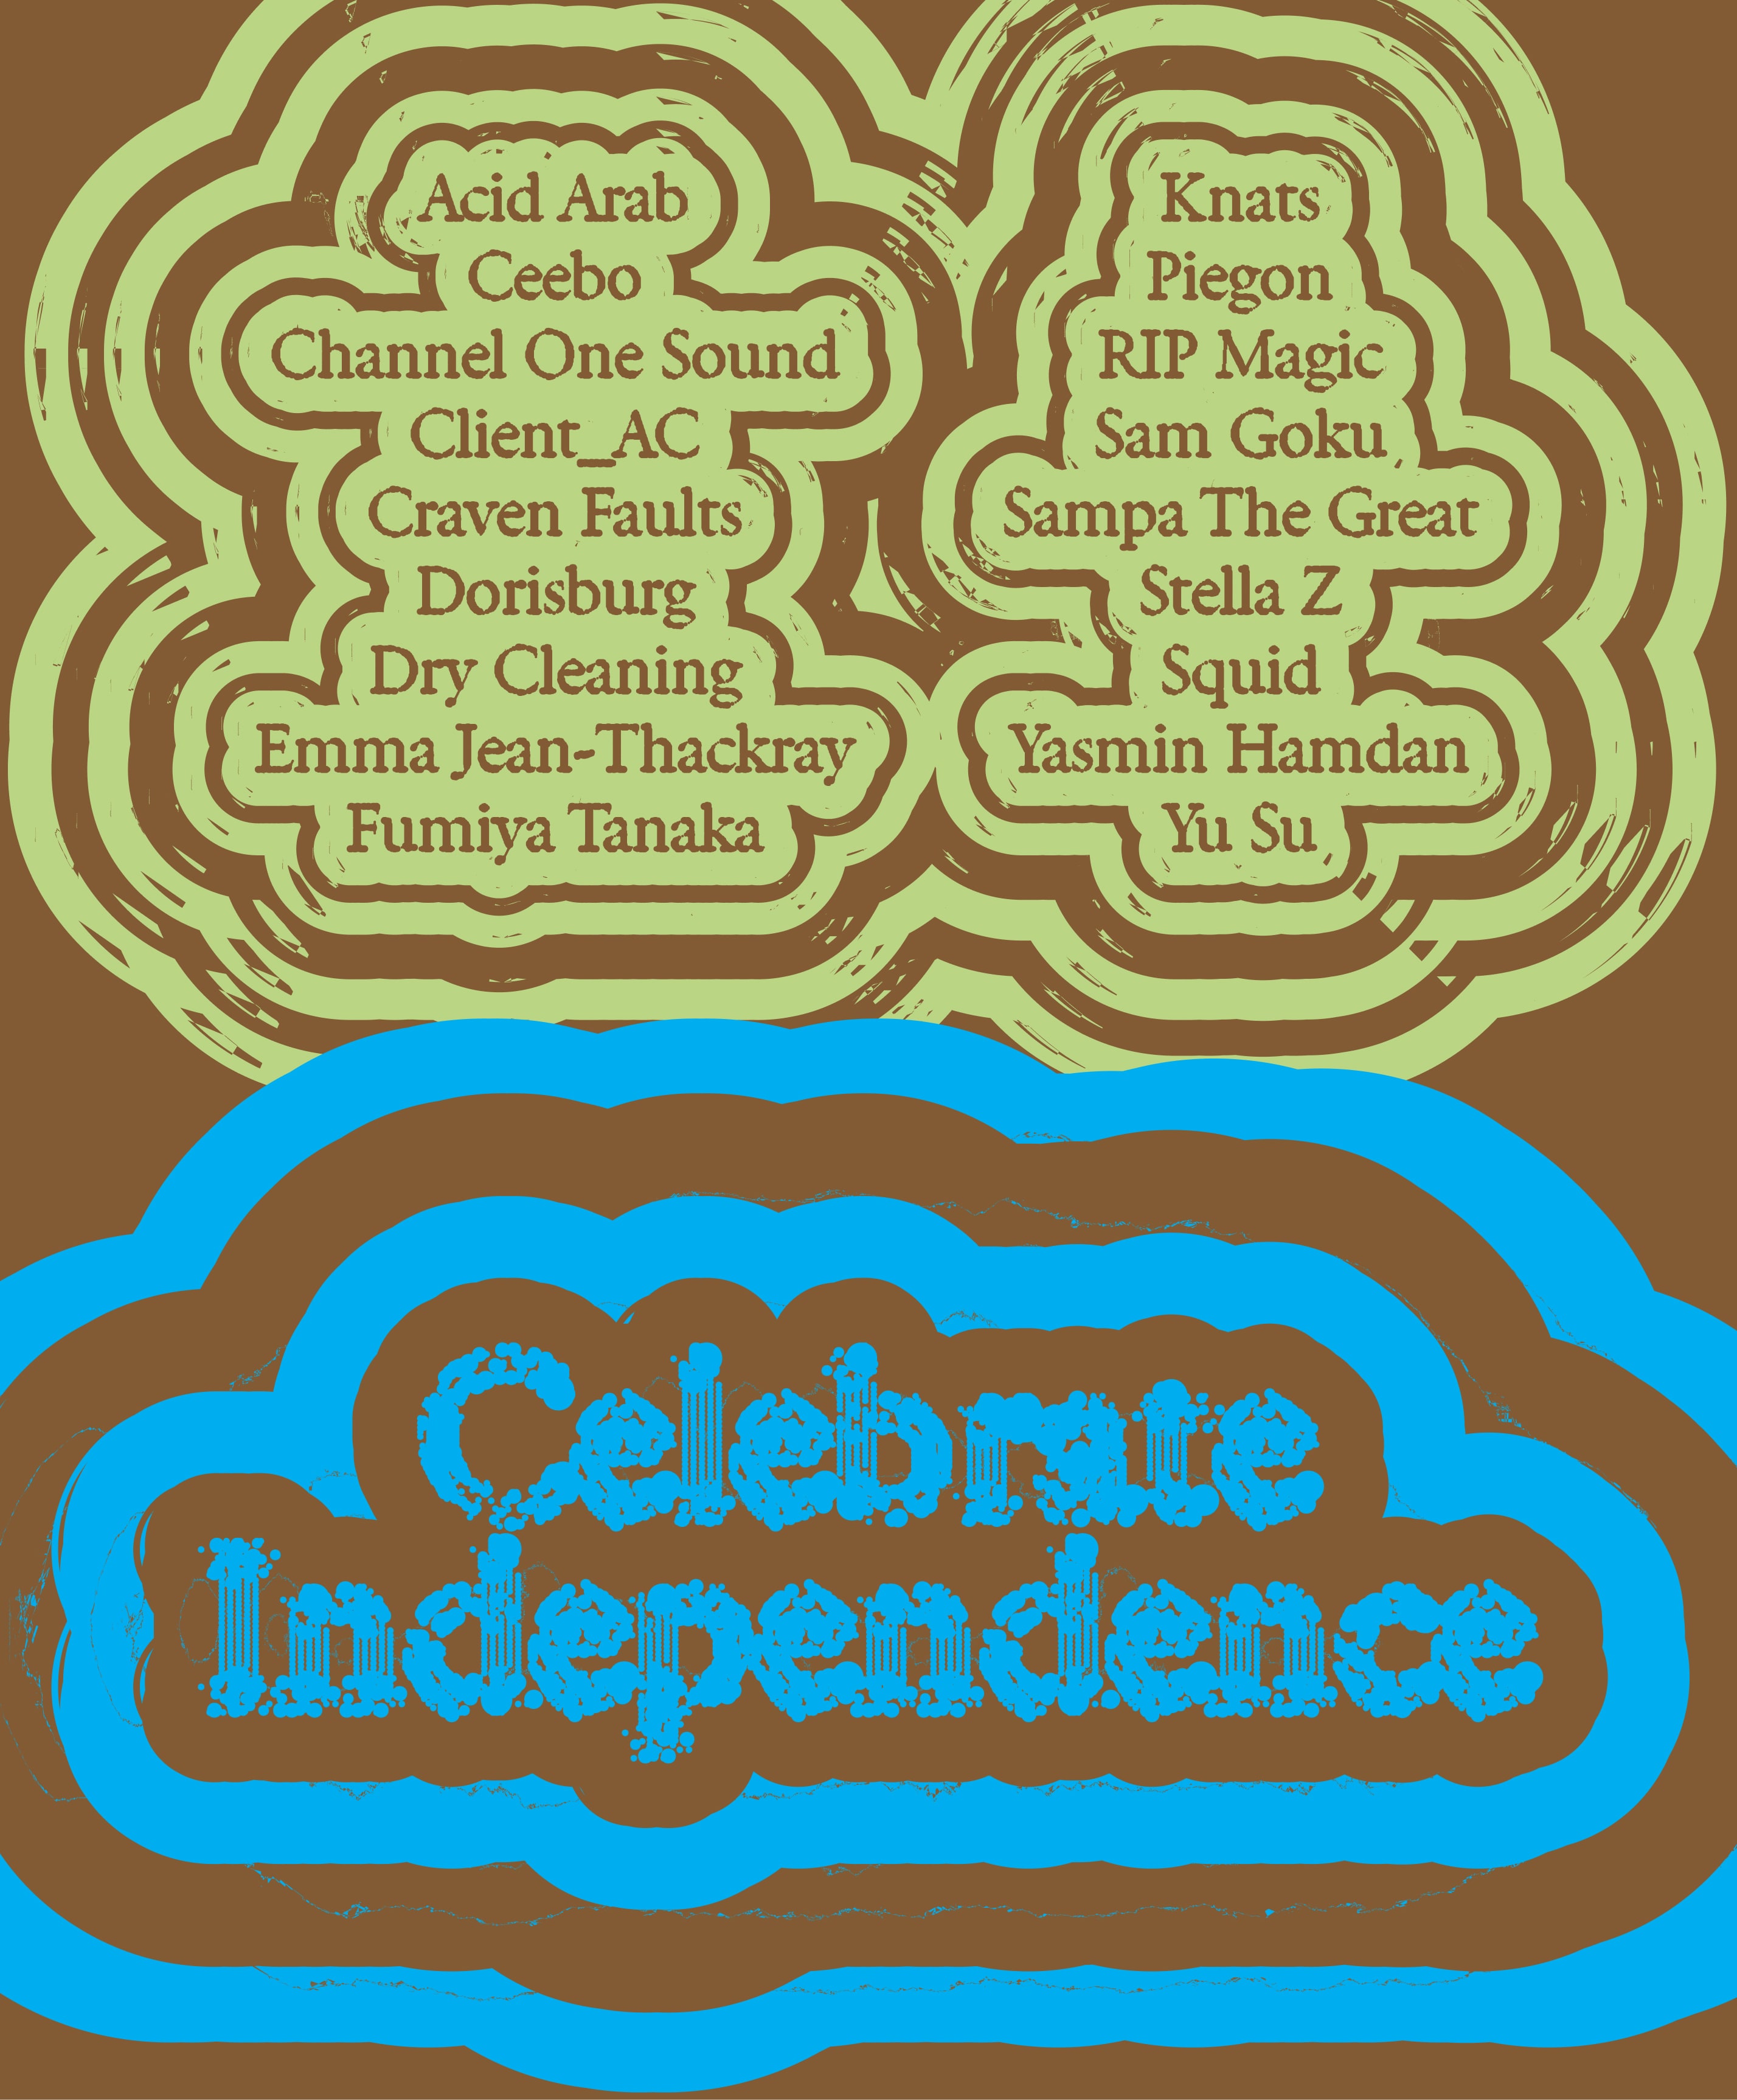 Acid Arab
Ceebo
Channel One Sound
Client_AC
Craven Faults
Dorisburg
Dry Cleaning
Emma Jean-Thackray
Fumiya Tanaka
Knats
Piegon
RIP Magic
Sam Goku
Sampa The Great
Stella Z
Squid
Yasmin Hamdan
Yu Su
Celebrate
Independence